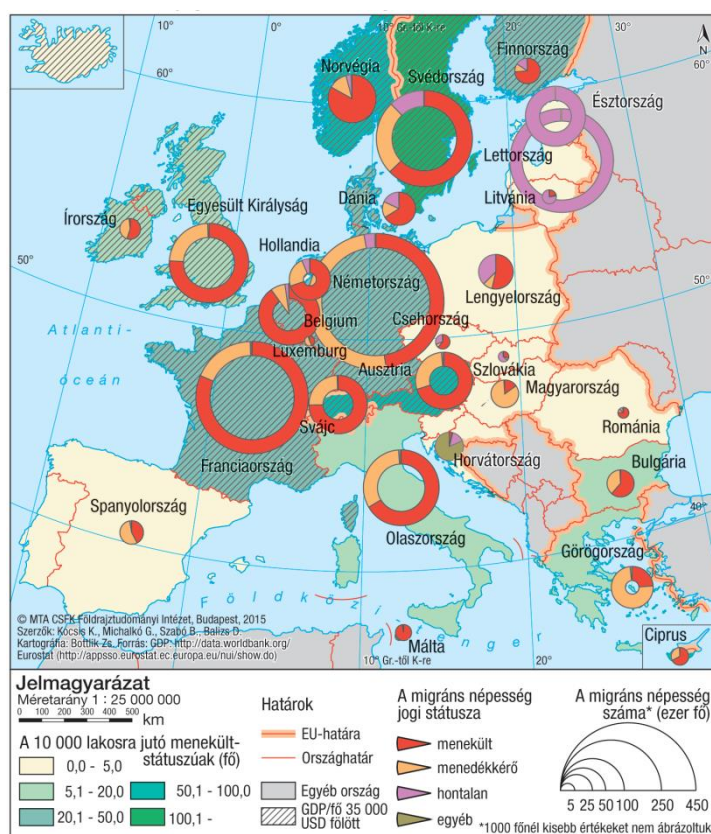 10°
0°
10° Gr.-től K-re
20°
30°
60°
60°
N
Norvégia
Svédország
Finnország
Észtország
Lettország
Litvánia
Dánia
Írország
Egyesült Királyság
Hollandia
Németország
Lengyelország
Belgium
Csehország
Luxemburg
Ausztria
Szlovákia
Magyarország
Svájc
Románia
Horvátország
Bulgária
Franciaország
Spanyolország
Olaszország
Görögország
Málta
Ciprus
50°
50°
40°
40°
Atlanti-
óceán
Földközi-tenger
10° Gr.-től K-re
20°
© MTA CSFK Földrajztudományi Intézet, Budapest, 2015
Szerzők: Kocsis K., Michalkó G., Szabó B., Balizs D.
Kartográfia: Bottlik Zs. Forrás: GDP: http://data.worldbank.org/
Eurostat (http://appsso.eurostat.ec.europa.eu/nui/show.do)
Jelmagyarázat
Méretarány 1 : 25 000 000
0 100 200 300 400 500
km
A 10 000 lakosra jutó menekült-
státuszúak (fő)
0,0 - 5,0
5,1 - 20,0
20,1 - 50,0
50,1 - 100,0
100,1 -
Határok
EU-határa
Országhatár
Egyéb ország
GDP/fő 35 000
USD fölött
A migráns népesség
jogi státusza
menekült
menedékkérő
hontalan
egyéb
A migráns népesség
száma* (ezer fő)
5 25 50 100 250 450
*1000 főnél kisebb értékeket nem ábrázoltuk